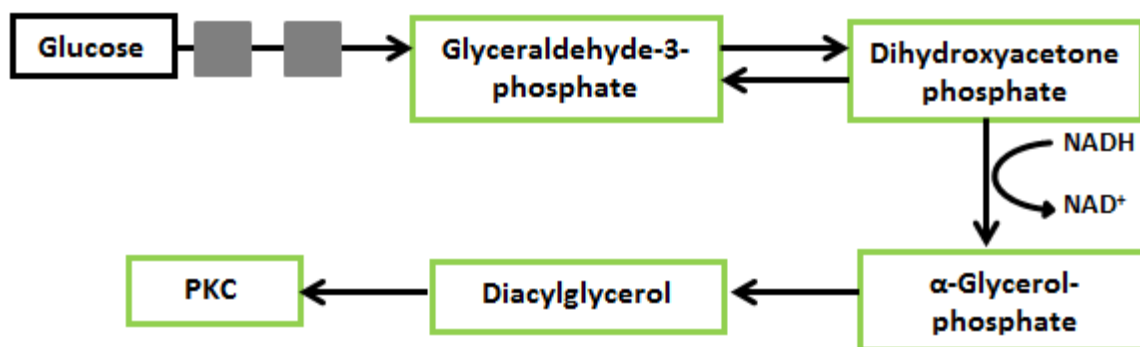 Glucose
Glyceraldehyde-3-
phosphate
Dihydroxyacetone
phosphate
NADH
NAD⁺
α-Glycerol-
phosphate
Diacylglycerol
PKC